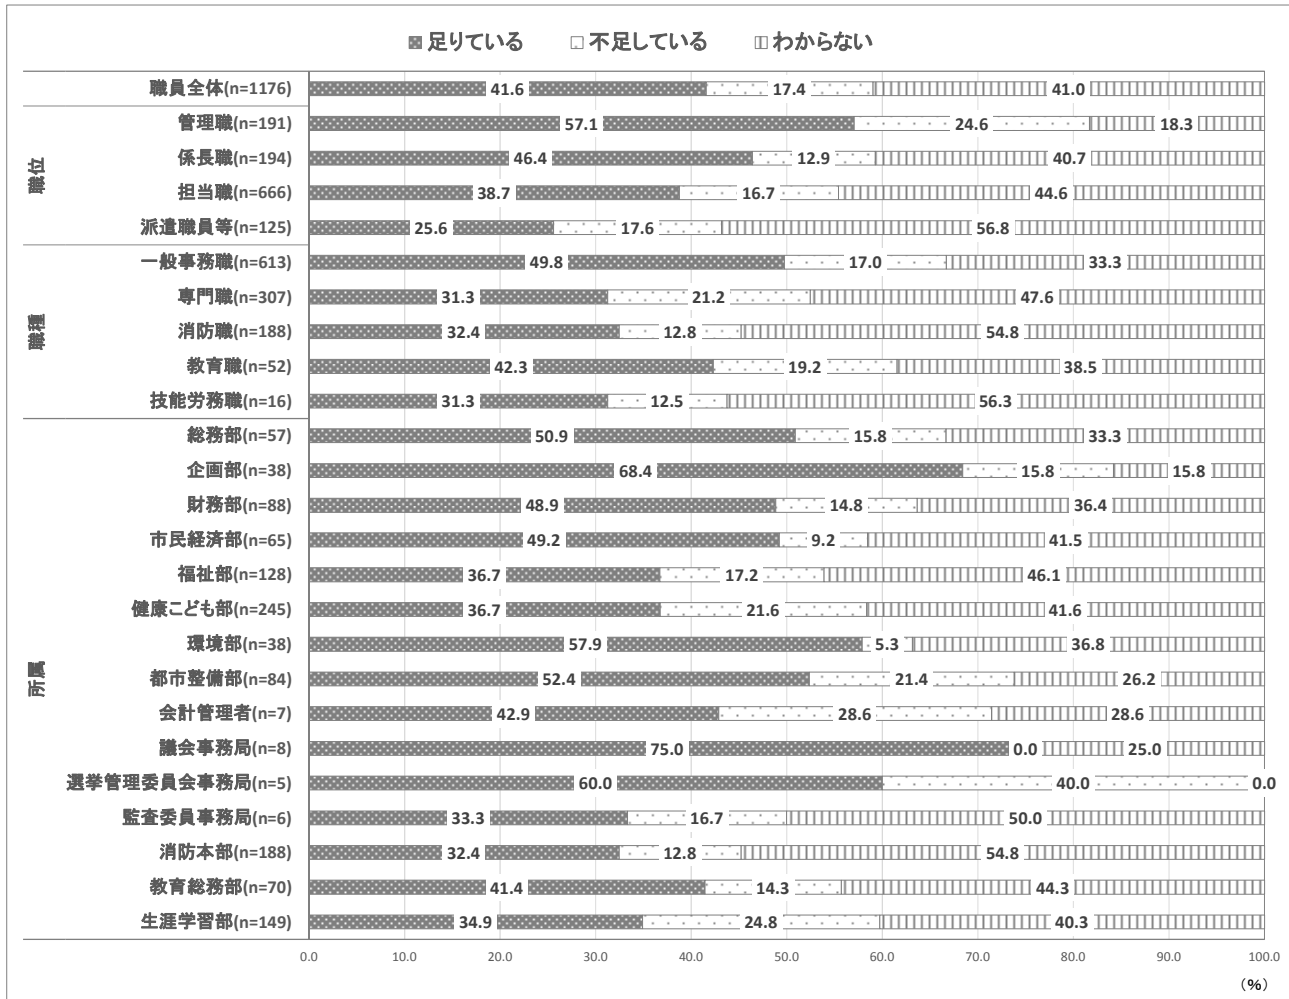 足りている 不足している わからない
職員全体(n=1176) 41.6 17.4 41.0
職位
管理職(n=191) 57.1 24.6 18.3
係長職(n=194) 46.4 12.9 40.7
担当職(n=666) 38.7 16.7 44.6
派遣職員等(n=125) 25.6 17.6 56.8
職種
一般事務職(n=613) 49.8 17.0 33.3
専門職(n=307) 31.3 21.2 47.6
消防職(n=188) 32.4 12.8 54.8
教育職(n=52) 42.3 19.2 38.5
技能労務職(n=16) 31.3 12.5 56.3
所属
総務部(n=57) 50.9 15.8 33.3
企画部(n=38) 68.4 15.8 15.8
財務部(n=88) 48.9 14.8 36.4
市民経済部(n=65) 49.2 9.2 41.5
福祉部(n=128) 36.7 17.2 46.1
健康こども部(n=245) 36.7 21.6 41.6
環境部(n=38) 57.9 5.3 36.8
都市整備部(n=84) 52.4 21.4 26.2
会計管理者(n=7) 42.9 28.6 28.6
議会事務局(n=8) 75.0 0.0 25.0
選挙管理委員会事務局(n=5) 60.0 40.0 0.0
監査委員事務局(n=6) 33.3 16.7 50.0
消防本部(n=188) 32.4 12.8 54.8
教育総務部(n=70) 41.4 14.3 44.3
生涯学習部(n=149) 34.9 24.8 40.3
0.0 10.0 20.0 30.0 40.0 50.0 60.0 70.0 80.0 90.0 100.0
(%)